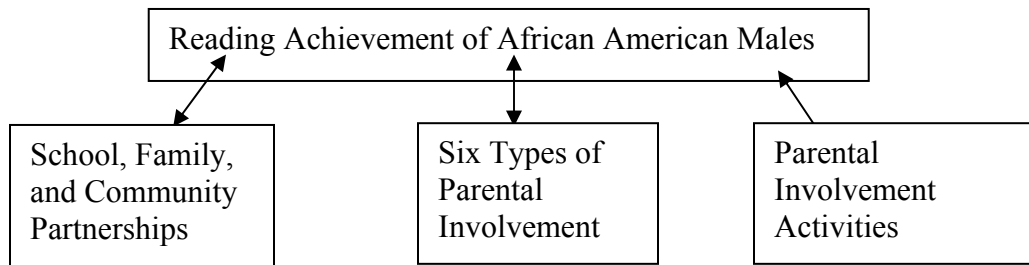 Reading Achievement of African American Males
School, Family,
and Community
Partnerships
Six Types of
Parental
Involvement
Parental
Involvement
Activities